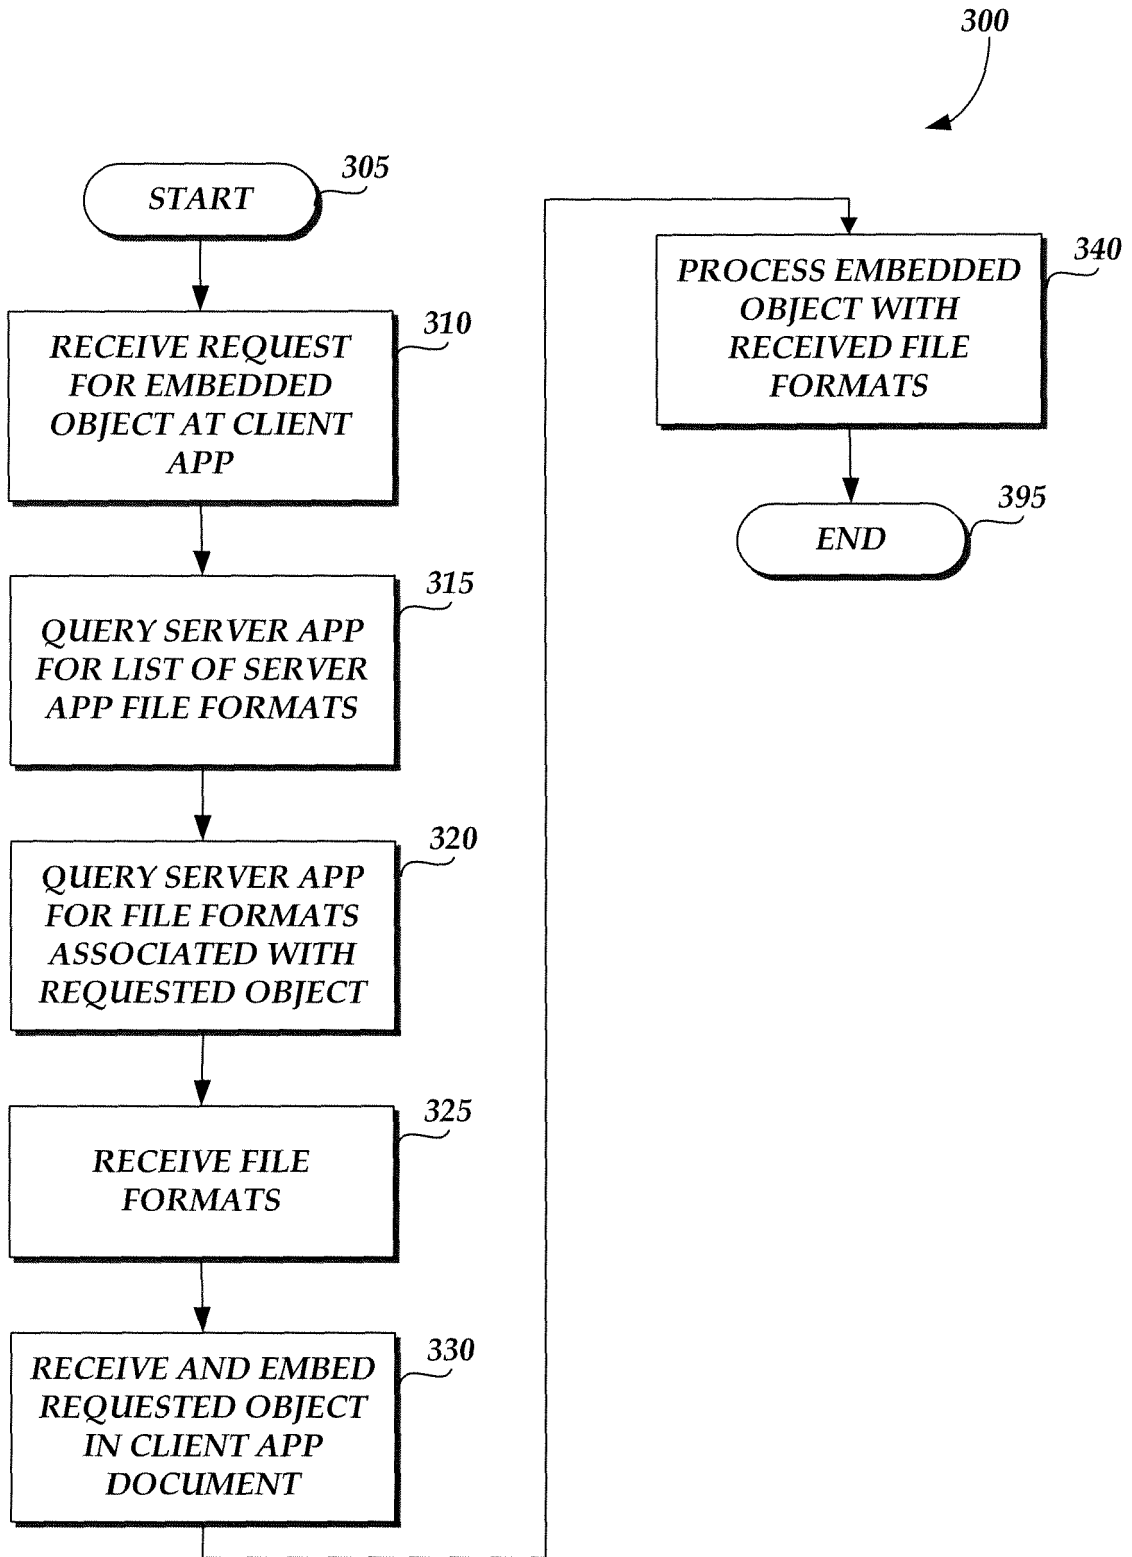 300
START
305
RECEIVE REQUEST
FOR EMBEDDED
OBJECT AT CLIENT
APP
310
QUERY SERVER APP
FOR LIST OF SERVER
APP FILE FORMATS
315
QUERY SERVER APP
FOR FILE FORMATS
ASSOCIATED WITH
REQUESTED OBJECT
320
RECEIVE FILE
FORMATS
325
RECEIVE AND EMBED
REQUESTED OBJECT
IN CLIENT APP
DOCUMENT
330
PROCESS EMBEDDED
OBJECT WITH
RECEIVED FILE
FORMATS
340
END
395